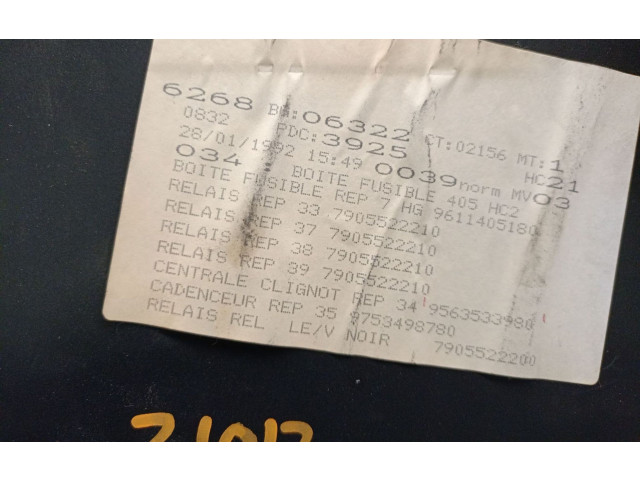 6268 BG:06322 CT:02156 MT:1
0832 PDC:3925 HC21
28/01/1992 15:49 0039norm MV03
034 BOITE FUSIBLE 405 HC2
BOITE FUSIBLE REP 7 HG 9611405180
RELAIS REP 33 7905522210
RELAIS REP 37 7905522210
RELAIS REP 38 7905522210
RELAIS REP 39 7905522210
CENTRALE CLIGNOT REP 34 9563533980
CADENCEUR REP 35 9753498780
RELAIS REL LE/V NOIR 7905522200